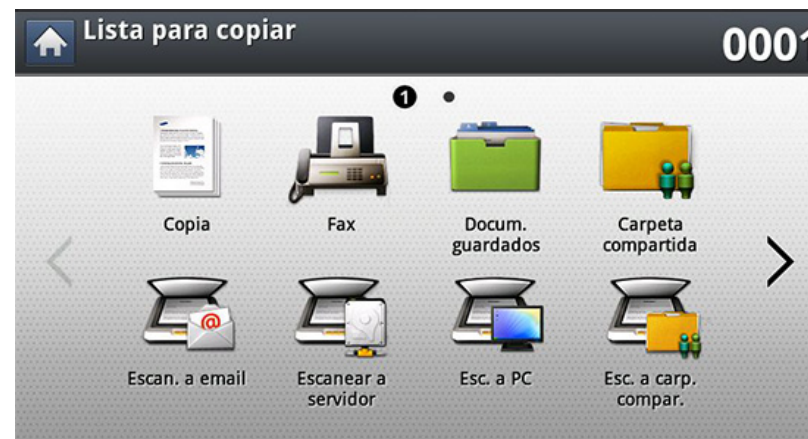 Lista para copiar
0001
1
Copia
Fax
Docum.
guardados
Carpeta
compartida
@
Escan. a email
Escanear a
servidor
Esc. a PC
Esc. a carp.
compar.